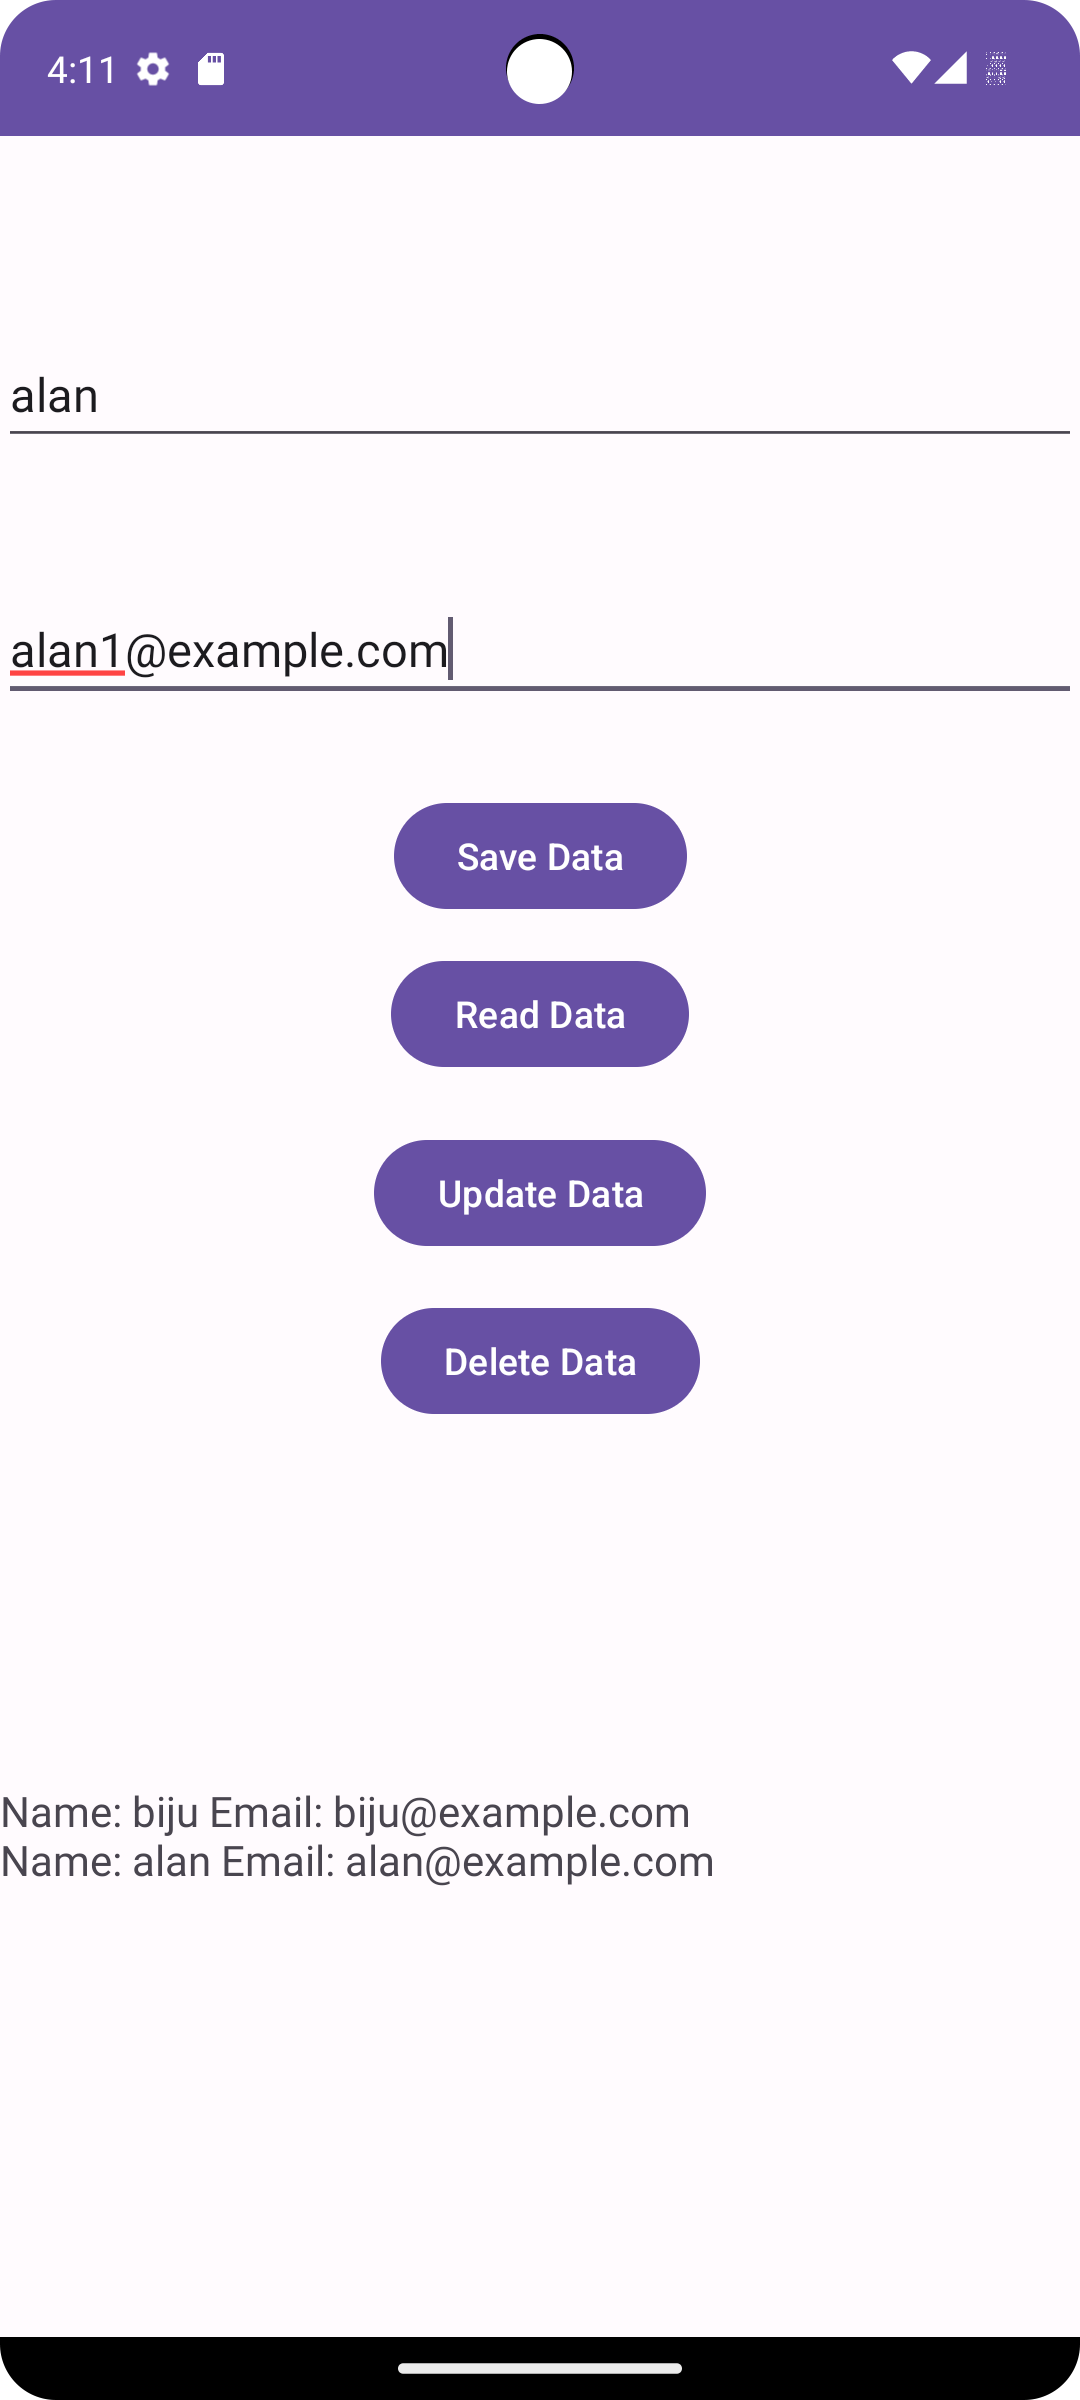 4:11
alan
alan1@example.com
Save Data
Read Data
Update Data
Delete Data
Name: biju Email: biju@example.com
Name: alan Email: alan@example.com